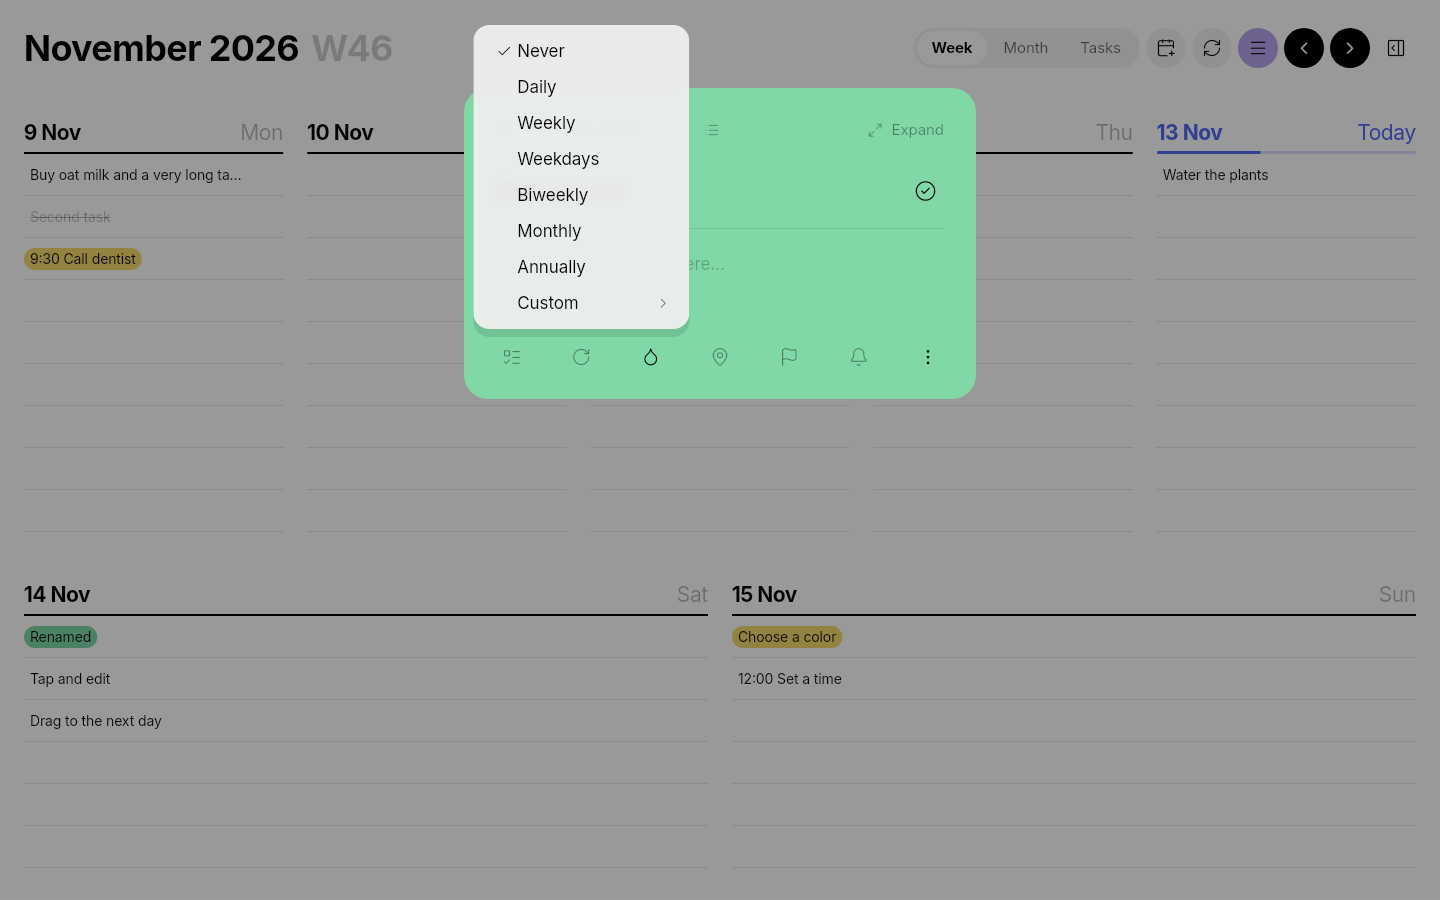 November 2026 W46
Never
Daily
Weekly
Weekdays
Biweekly
Monthly
Annually
Custom
Week
Month
Tasks
Expand
ere...
9 Nov
Mon
Buy oat milk and a very long ta...
Second task
9:30 Call dentist
10 Nov
Thu
13 Nov
Today
Water the plants
14 Nov
Sat
Renamed
Tap and edit
Drag to the next day
15 Nov
Sun
Choose a color
12:00 Set a time